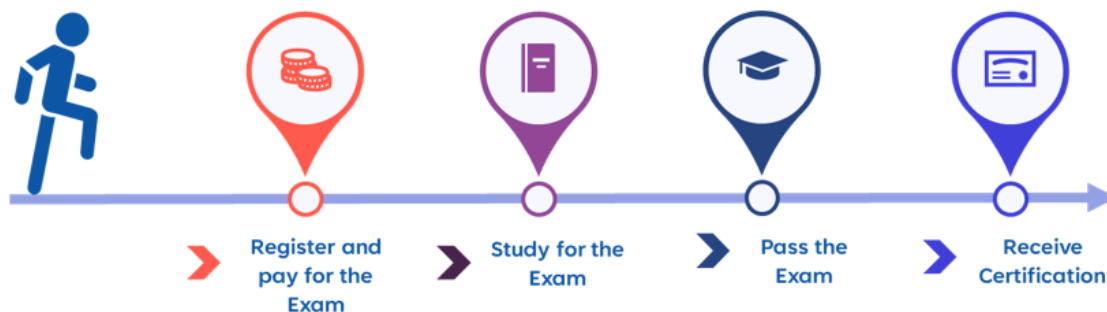 Register and
pay for the
Exam
Study for the
Exam
Pass the
Exam
Receive
Certification